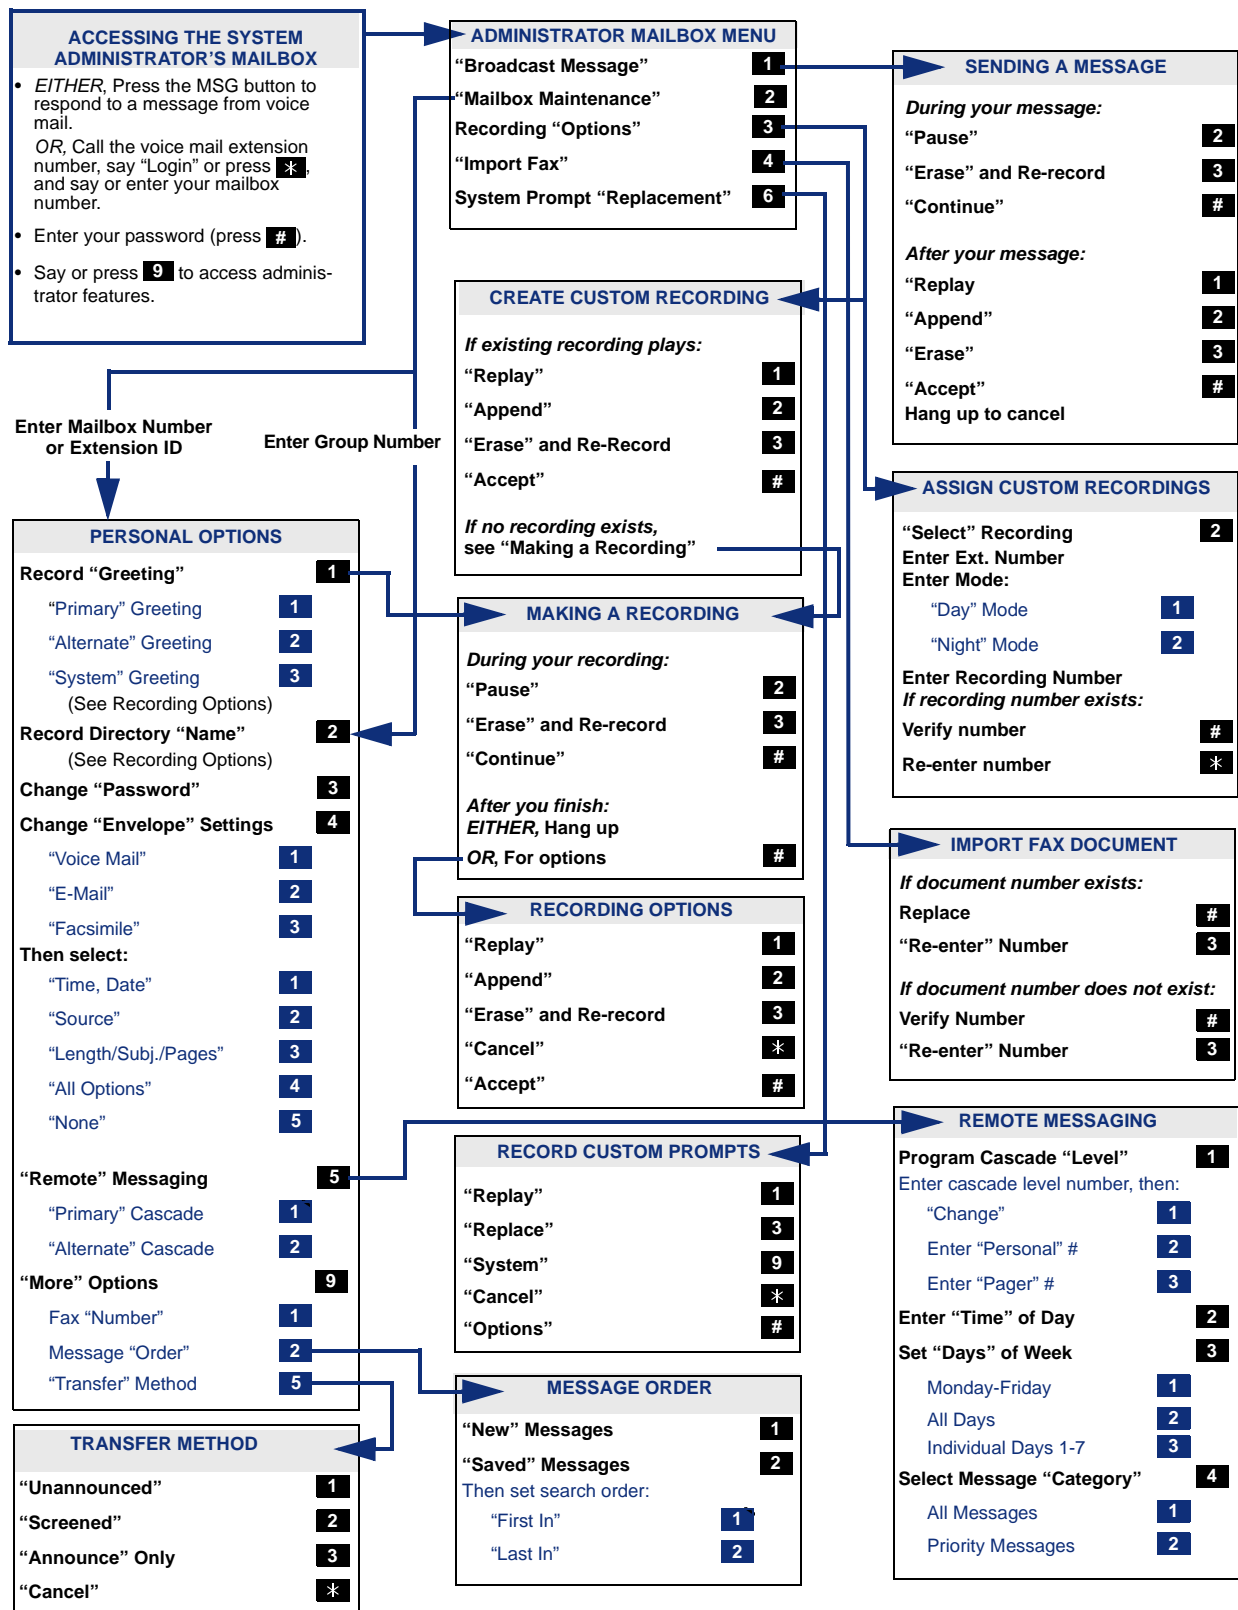 ACCESSING THE SYSTEM
ADMINISTRATOR'S MAILBOX
• EITHER, Press the MSG button to
respond to a message from voice
mail.
OR, Call the voice mail extension
number, say “Login” or press *,
and say or enter your mailbox
number.
• Enter your password (press #).
• Say or press 9 to access adminis-
trator features.
ADMINISTRATOR MAILBOX MENU
“Broadcast Message” 1
“Mailbox Maintenance” 2
Recording “Options” 3
“Import Fax” 4
System Prompt “Replacement” 6
SENDING A MESSAGE
During your message:
“Pause” 2
“Erase” and Re-record 3
“Continue” #
After your message:
“Replay 1
“Append” 2
“Erase” 3
“Accept” #
Hang up to cancel
CREATE CUSTOM RECORDING
If existing recording plays:
“Replay” 1
“Append” 2
“Erase” and Re-Record 3
“Accept” #
If no recording exists,
see “Making a Recording”
Enter Mailbox Number
or Extension ID
Enter Group Number
ASSIGN CUSTOM RECORDINGS
“Select” Recording 2
Enter Ext. Number
Enter Mode:
“Day” Mode 1
“Night” Mode 2
Enter Recording Number
If recording number exists:
Verify number #
Re-enter number *
PERSONAL OPTIONS
Record “Greeting” 1
“Primary” Greeting 1
“Alternate” Greeting 2
“System” Greeting 3
(See Recording Options)
Record Directory “Name” 2
(See Recording Options)
Change “Password” 3
Change “Envelope” Settings 4
“Voice Mail” 1
“E-Mail” 2
“Facsimile” 3
Then select:
“Time, Date” 1
“Source” 2
“Length/Subj./Pages” 3
“All Options” 4
“None” 5
“Remote” Messaging 5
“Primary” Cascade 1
“Alternate” Cascade 2
“More” Options 9
Fax “Number” 1
Message “Order” 2
“Transfer” Method 5
MAKING A RECORDING
During your recording:
“Pause” 2
“Erase” and Re-record 3
“Continue” #
After you finish:
EITHER, Hang up
OR, For options #
RECORDING OPTIONS
“Replay” 1
“Append” 2
“Erase” and Re-record 3
“Cancel” *
“Accept” #
IMPORT FAX DOCUMENT
If document number exists:
Replace #
“Re-enter” Number 3
If document number does not exist:
Verify Number #
“Re-enter” Number 3
RECORD CUSTOM PROMPTS
“Replay” 1
“Replace” 3
“System” 9
“Cancel” *
“Options” #
REMOTE MESSAGING
Program Cascade “Level” 1
Enter cascade level number, then:
“Change” 1
Enter “Personal” # 2
Enter “Pager” # 3
Enter “Time” of Day 2
Set “Days” of Week 3
Monday-Friday 1
All Days 2
Individual Days 1-7 3
Select Message “Category” 4
All Messages 1
Priority Messages 2
MESSAGE ORDER
“New” Messages 1
“Saved” Messages 2
Then set search order:
“First In” 1
“Last In” 2
TRANSFER METHOD
“Unannounced” 1
“Screened” 2
“Announce” Only 3
“Cancel” *